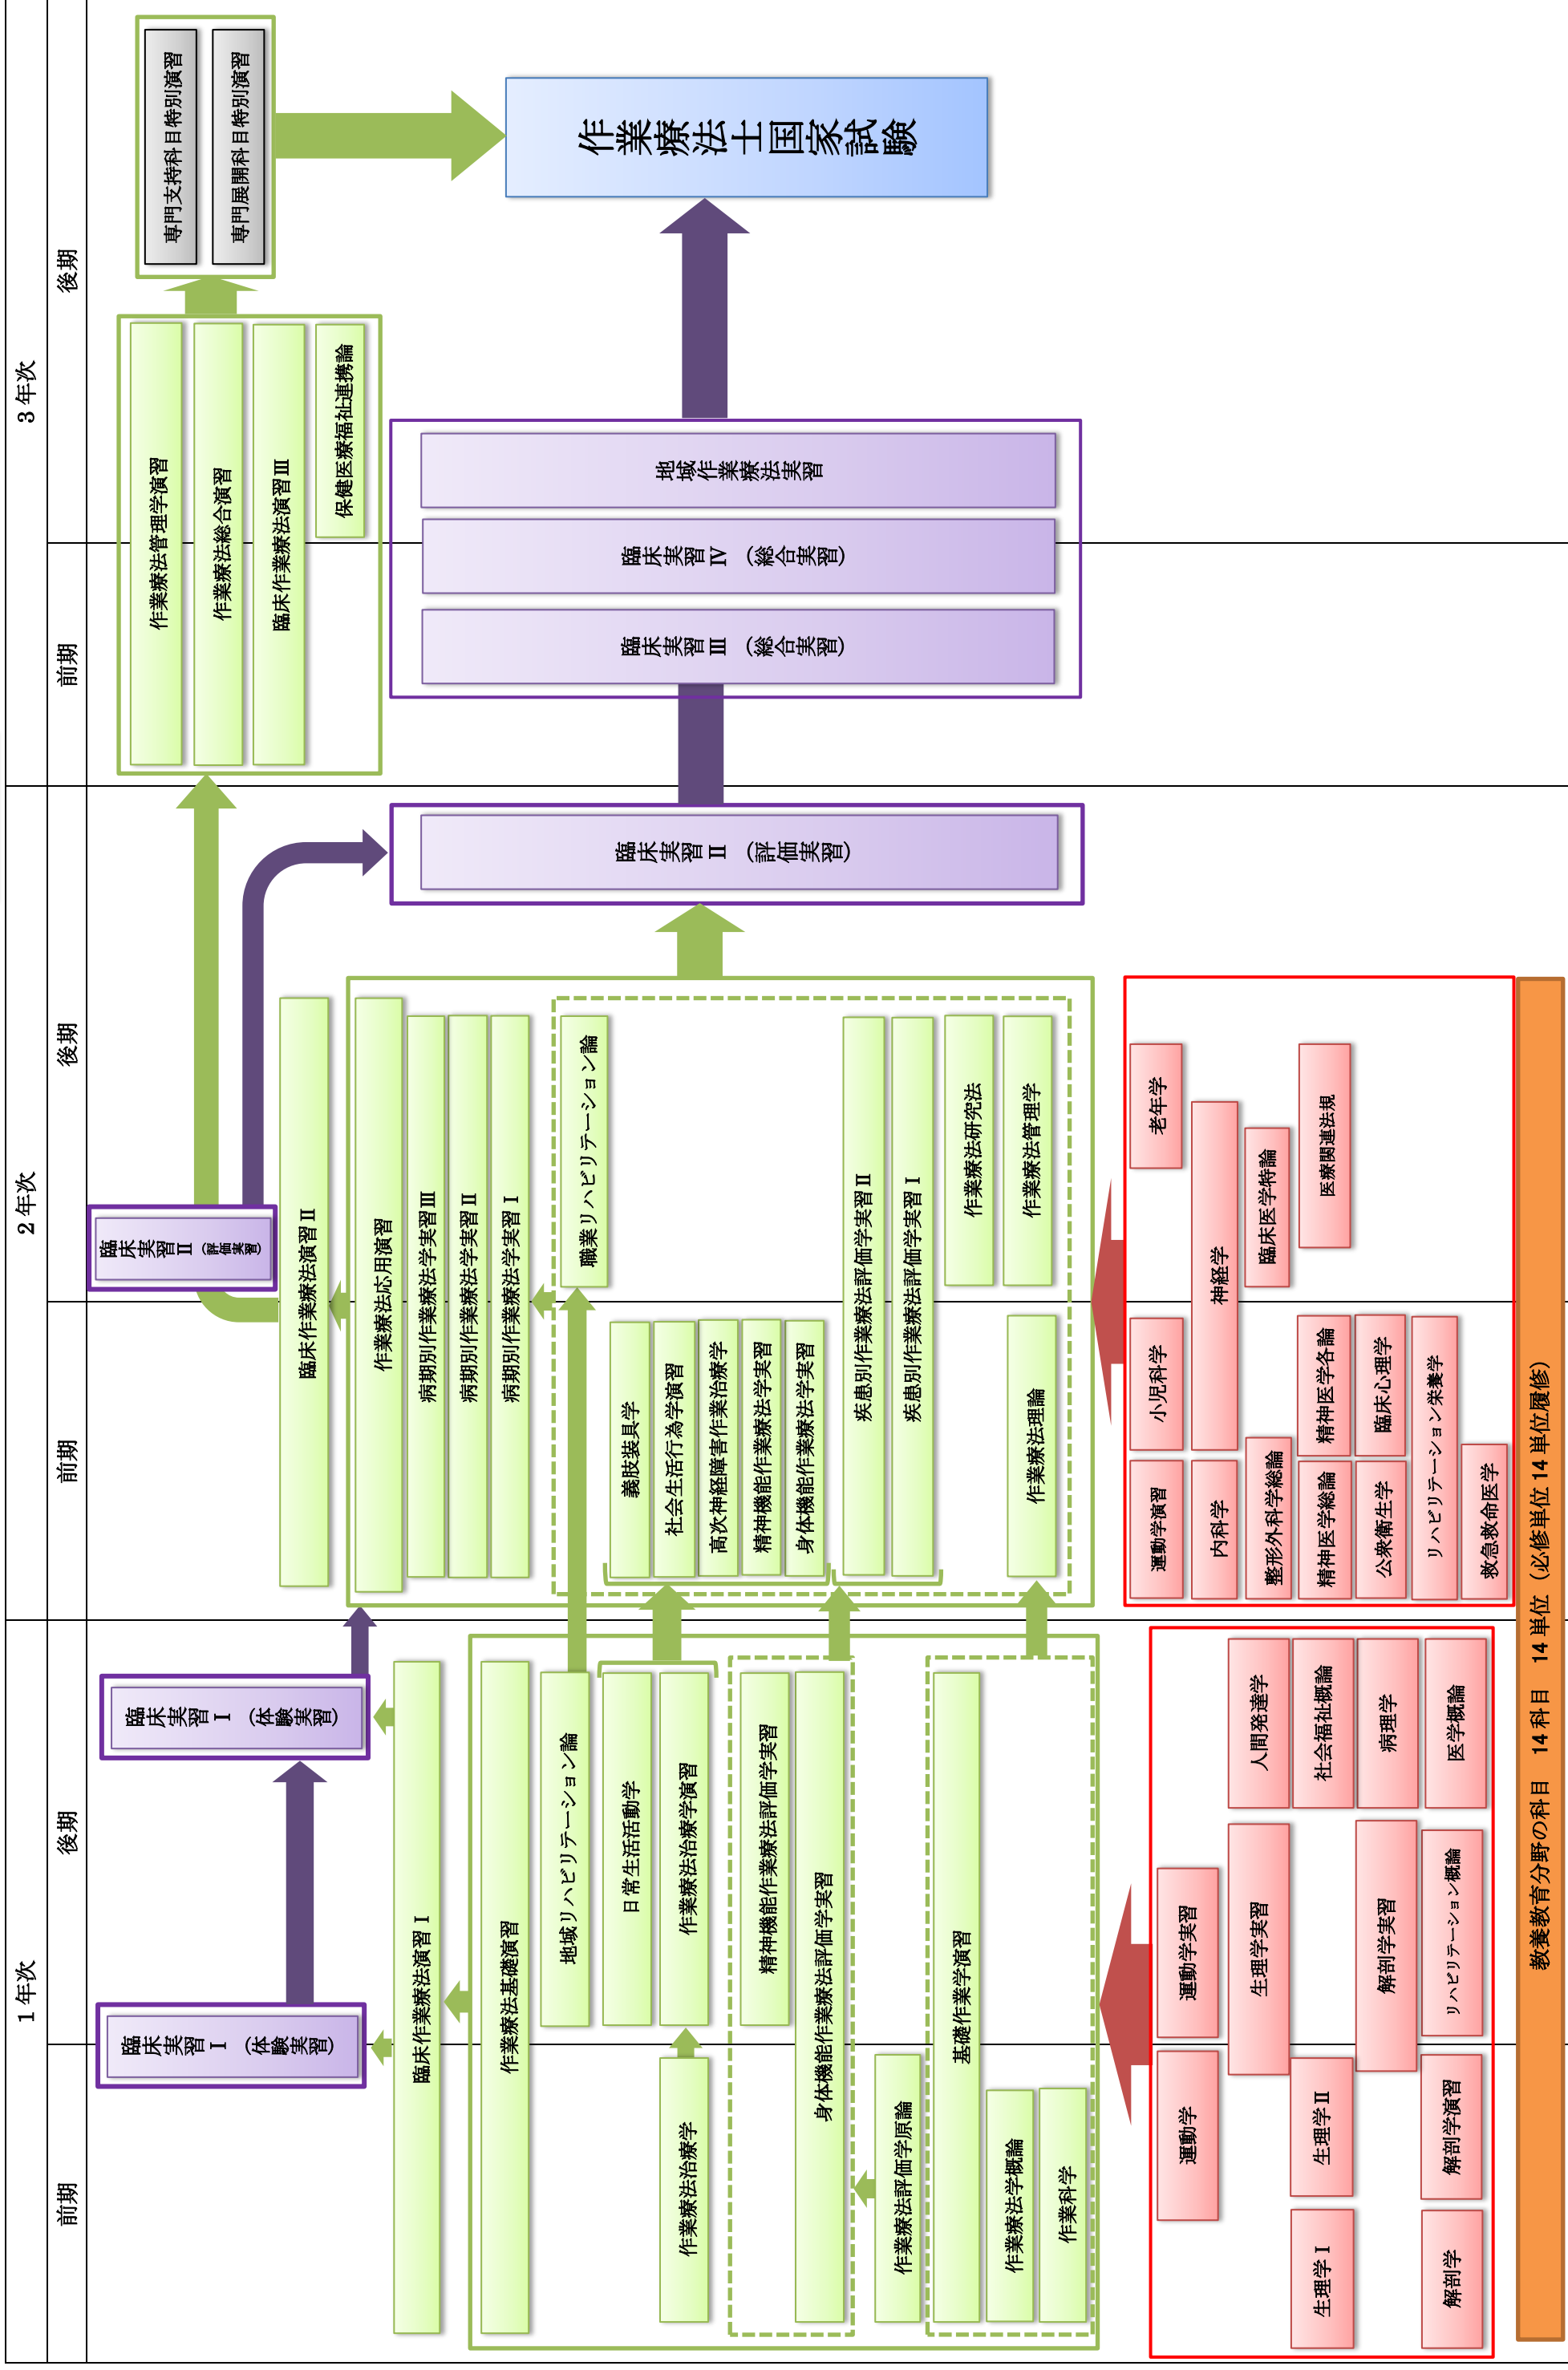 1年次
2年次
3年次
前期
後期
前期
後期
前期
後期
臨床実習Ⅰ
（体験実習）
臨床実習Ⅰ
（体験実習）
臨床作業療法演習Ⅰ
作業療法基礎演習
地域リハビリテーション論
日常生活活動学
作業療法治療学
作業療法治療学演習
精神機能作業療法評価学実習
身体機能作業療法評価学実習
作業療法評価学原論
基礎作業学演習
作業療法学概論
作業科学
運動学
運動学実習
生理学実習
人間発達学
生理学Ⅰ
生理学Ⅱ
社会福祉概論
解剖学実習
病理学
解剖学
解剖学演習
リハビリテーション概論
医学概論
臨床実習Ⅱ
（評価実習）
臨床作業療法演習Ⅱ
作業療法応用演習
病期別作業療法学実習Ⅲ
病期別作業療法学実習Ⅱ
病期別作業療法学実習Ⅰ
職業リハビリテーション論
義肢装具学
社会生活行為学演習
高次神経障害作業治療学
精神機能作業療法学実習
身体機能作業療法学実習
疾患別作業療法評価学実習Ⅱ
疾患別作業療法評価学実習Ⅰ
作業療法研究法
作業療法理論
作業療法管理学
臨床実習Ⅱ
（評価実習）
運動学演習
小児科学
老年学
内科学
神経学
整形外科学総論
臨床医学特論
精神医学総論
精神医学各論
医療関連法規
公衆衛生学
臨床心理学
リハビリテーション栄養学
救急救命医学
作業療法管理学演習
作業療法総合演習
臨床作業療法演習Ⅲ
保健医療福祉連携論
専門支持科目特別演習
専門展開科目特別演習
臨床実習Ⅲ
（総合実習）
臨床実習Ⅳ
（総合実習）
地域作業療法実習
作業療法士国家試験
教養教育分野の科目　14科目　14単位（必修単位14単位履修）